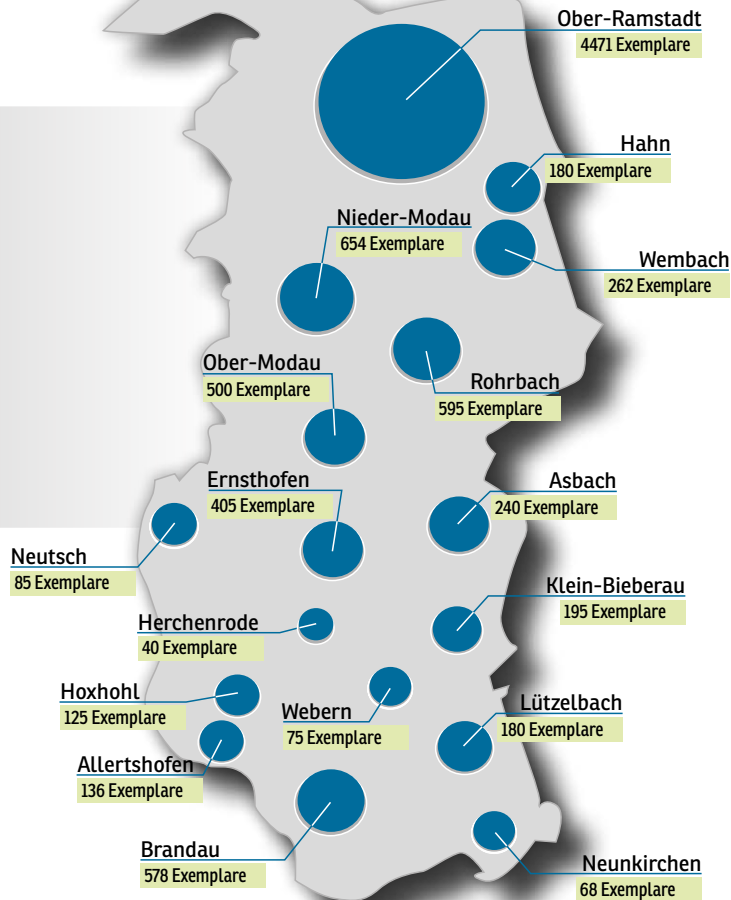 Ober-Ramstadt
4471 Exemplare
Hahn
180 Exemplare
Nieder-Modau
654 Exemplare
Wembach
262 Exemplare
Ober-Modau
500 Exemplare
Rohrbach
595 Exemplare
Ernsthofen
405 Exemplare
Asbach
240 Exemplare
Neutsch
85 Exemplare
Klein-Bieberau
195 Exemplare
Herchenrode
40 Exemplare
Hoxhohl
125 Exemplare
Webern
75 Exemplare
Lützelbach
180 Exemplare
Allertshofen
136 Exemplare
Brandau
578 Exemplare
Neunkirchen
68 Exemplare